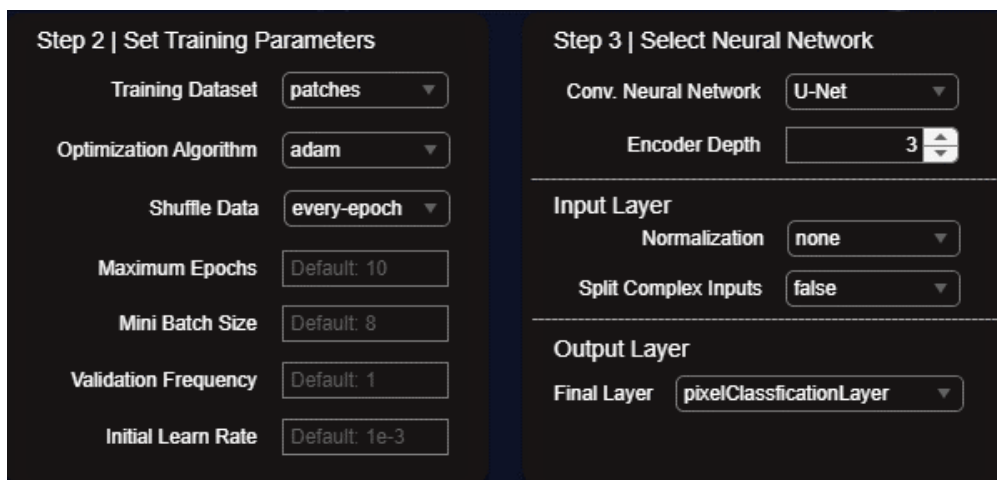 Step 2 | Set Training Parameters
Training Dataset patches
Optimization Algorithm adam
Shuffle Data every-epoch
Maximum Epochs Default: 10
Mini Batch Size Default: 8
Validation Frequency Default: 1
Initial Learn Rate Default: 1e-3
Step 3 | Select Neural Network
Conv. Neural Network U-Net
Encoder Depth 3
Input Layer
Normalization none
Split Complex Inputs false
Output Layer
Final Layer pixelClassficationLayer